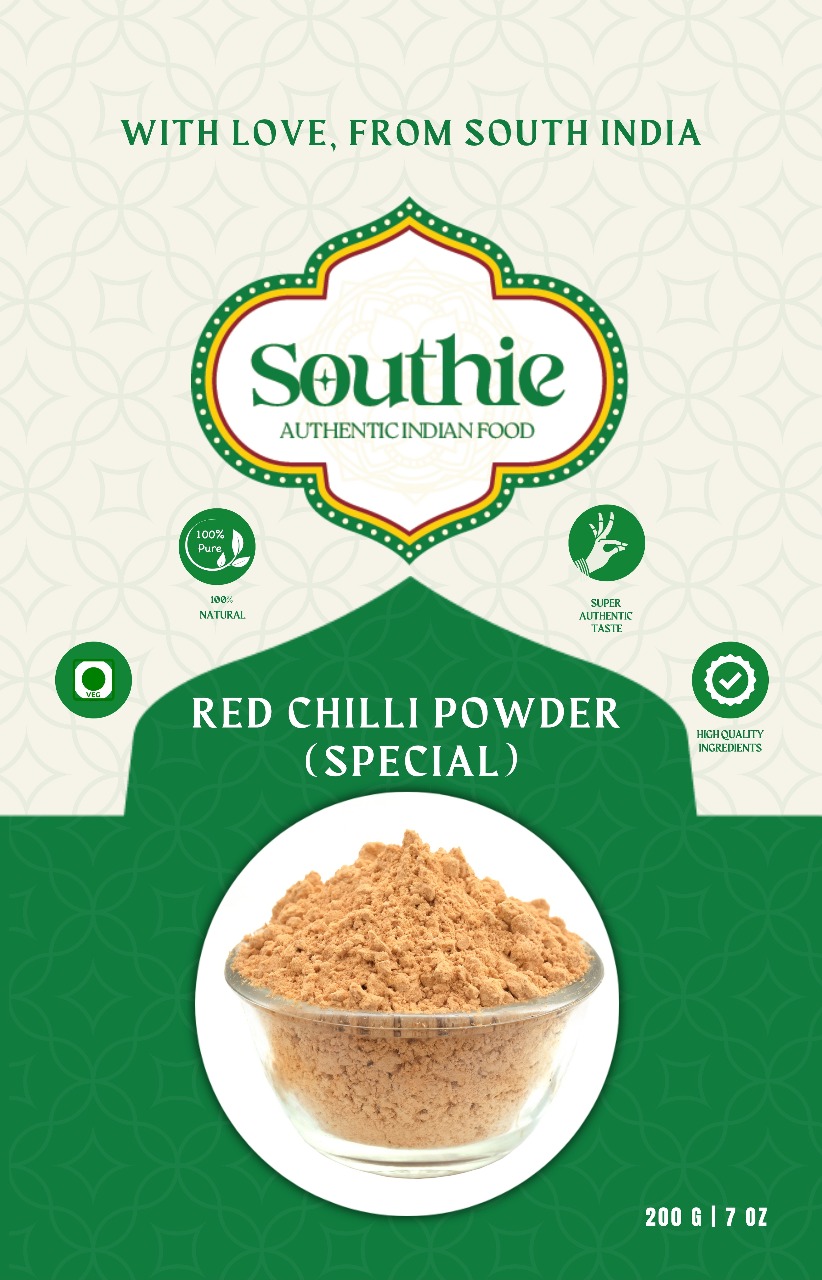 WITH LOVE, FROM SOUTH INDIA
Southie
AUTHENTIC INDIAN FOOD
100%
Pure
100%
NATURAL
SUPER
AUTHENTIC
TASTE
VEG
HIGH QUALITY
INGREDIENTS
RED CHILLI POWDER
(SPECIAL)
200 G | 7 OZ